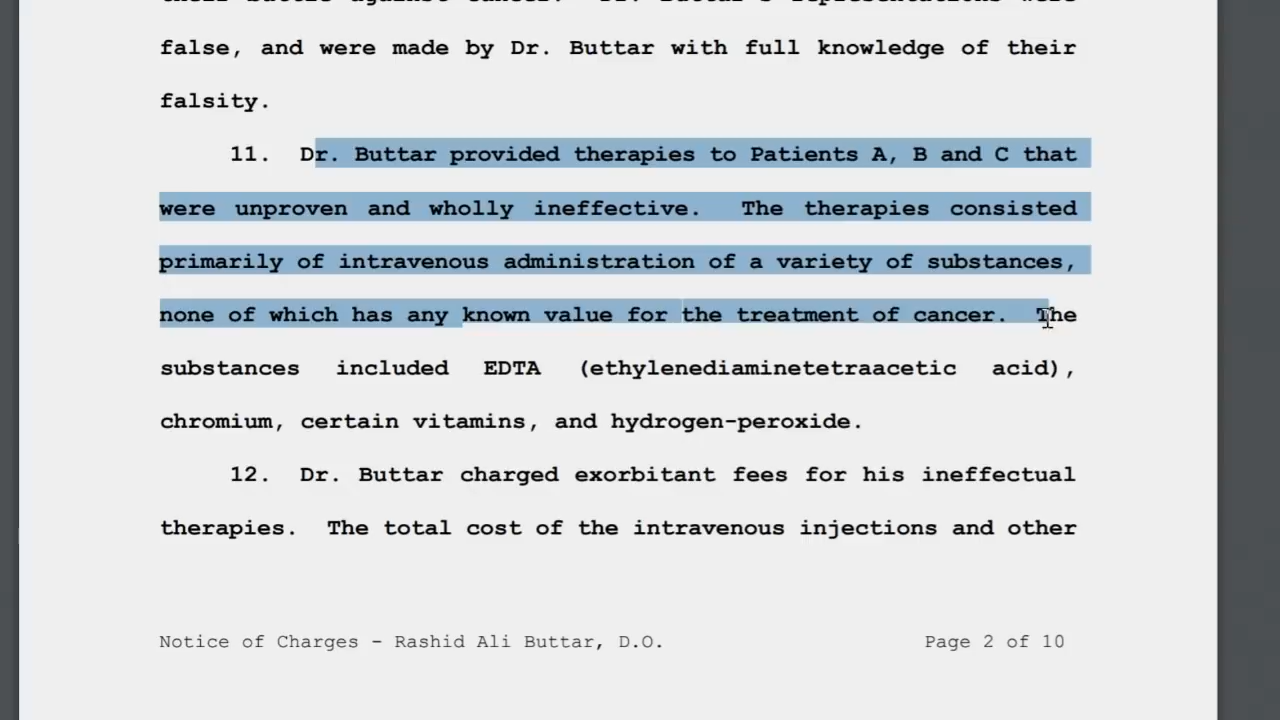 false, and were made by Dr. Buttar with full knowledge of their
falsity.
11. Dr. Buttar provided therapies to Patients A, B and C that
were unproven and wholly ineffective. The therapies consisted
primarily of intravenous administration of a variety of substances,
none of which has any known value for the treatment of cancer. The
substances included EDTA (ethylenediaminetetraacetic acid),
chromium, certain vitamins, and hydrogen-peroxide.
12. Dr. Buttar charged exorbitant fees for his ineffectual
therapies. The total cost of the intravenous injections and other
Notice of Charges - Rashid Ali Buttar, D.O. Page 2 of 10